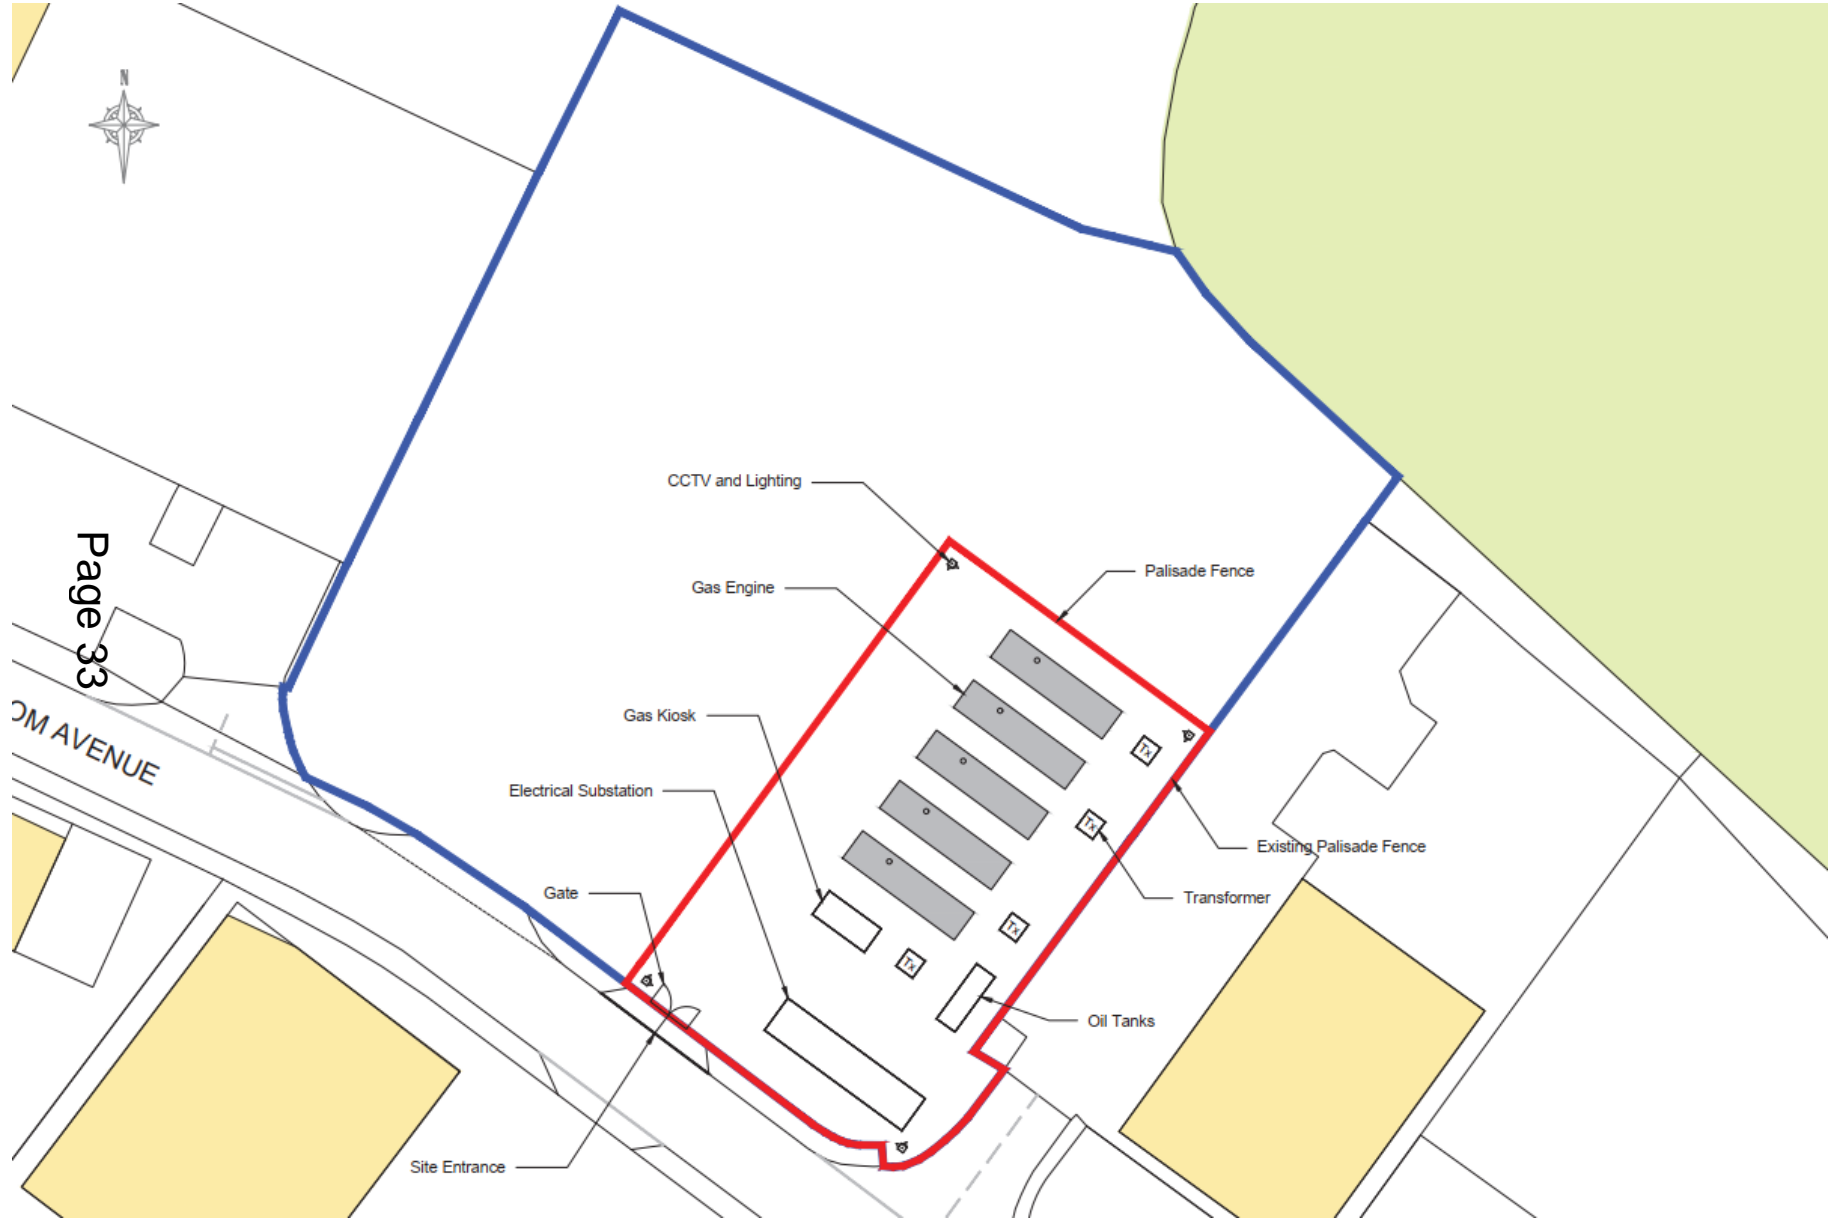 N
CCTV and Lighting
Palisade Fence
Gas Engine
Page 33
Gas Kiosk
OM AVENUE
Tx
Electrical Substation
Tx
Existing Palisade Fence
Gate
Transformer
Tx
Tx
Oil Tanks
Site Entrance